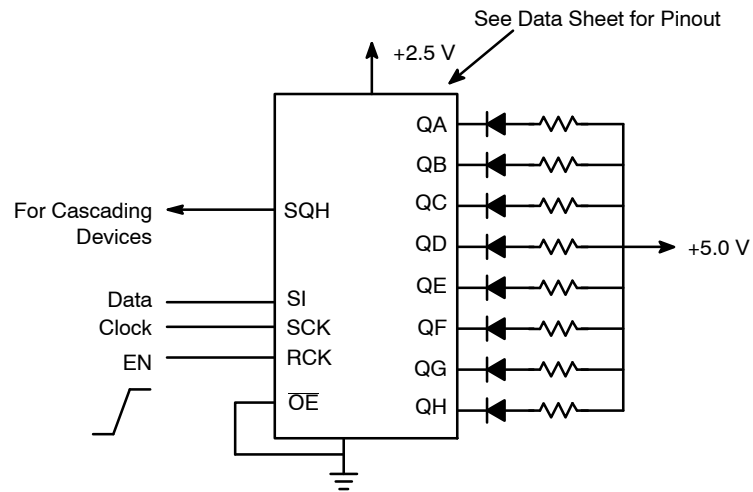 See Data Sheet for Pinout
+2.5 V
QA
QB
QC
QD
QE
QF
QG
QH
+5.0 V
For Cascading
Devices
SQH
Data
SI
Clock
SCK
EN
RCK
OE